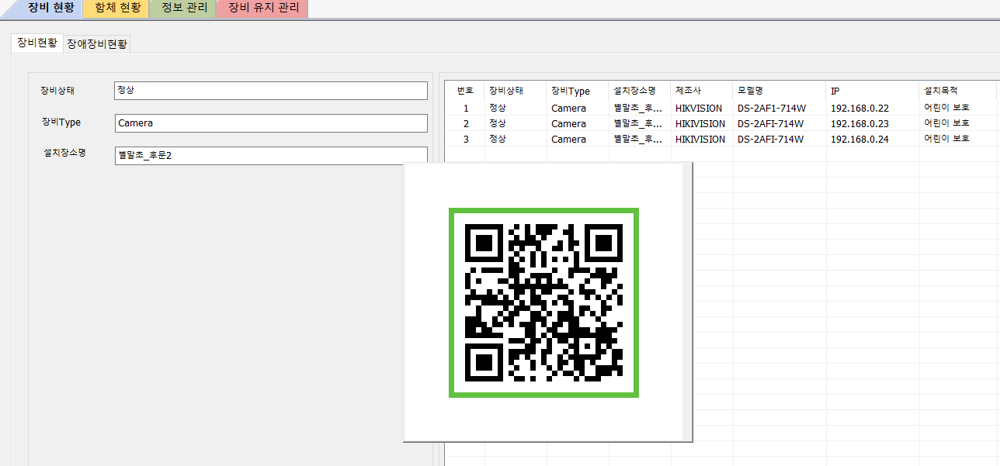 장비 현황 함체 현황 정보 관리 장비 유지 관리
장비현황 장애장비현황
장비상태 정상
장비Type Camera
설치장소명 별말초_후문2
번호 장비상태 장비Type 설치장소명 제조사 모델명 IP 설치목적
1 정상 Camera 별말초_후... HIKVISION DS-2AF1-714W 192.168.0.22 어린이 보호
2 정상 Camera 별말초_후... HIKIVISION DS-2AFI-714W 192.168.0.23 어린이 보호
3 정상 Camera 별말초_후... HIKIVISION DS-2AFI-714W 192.168.0.24 어린이 보호